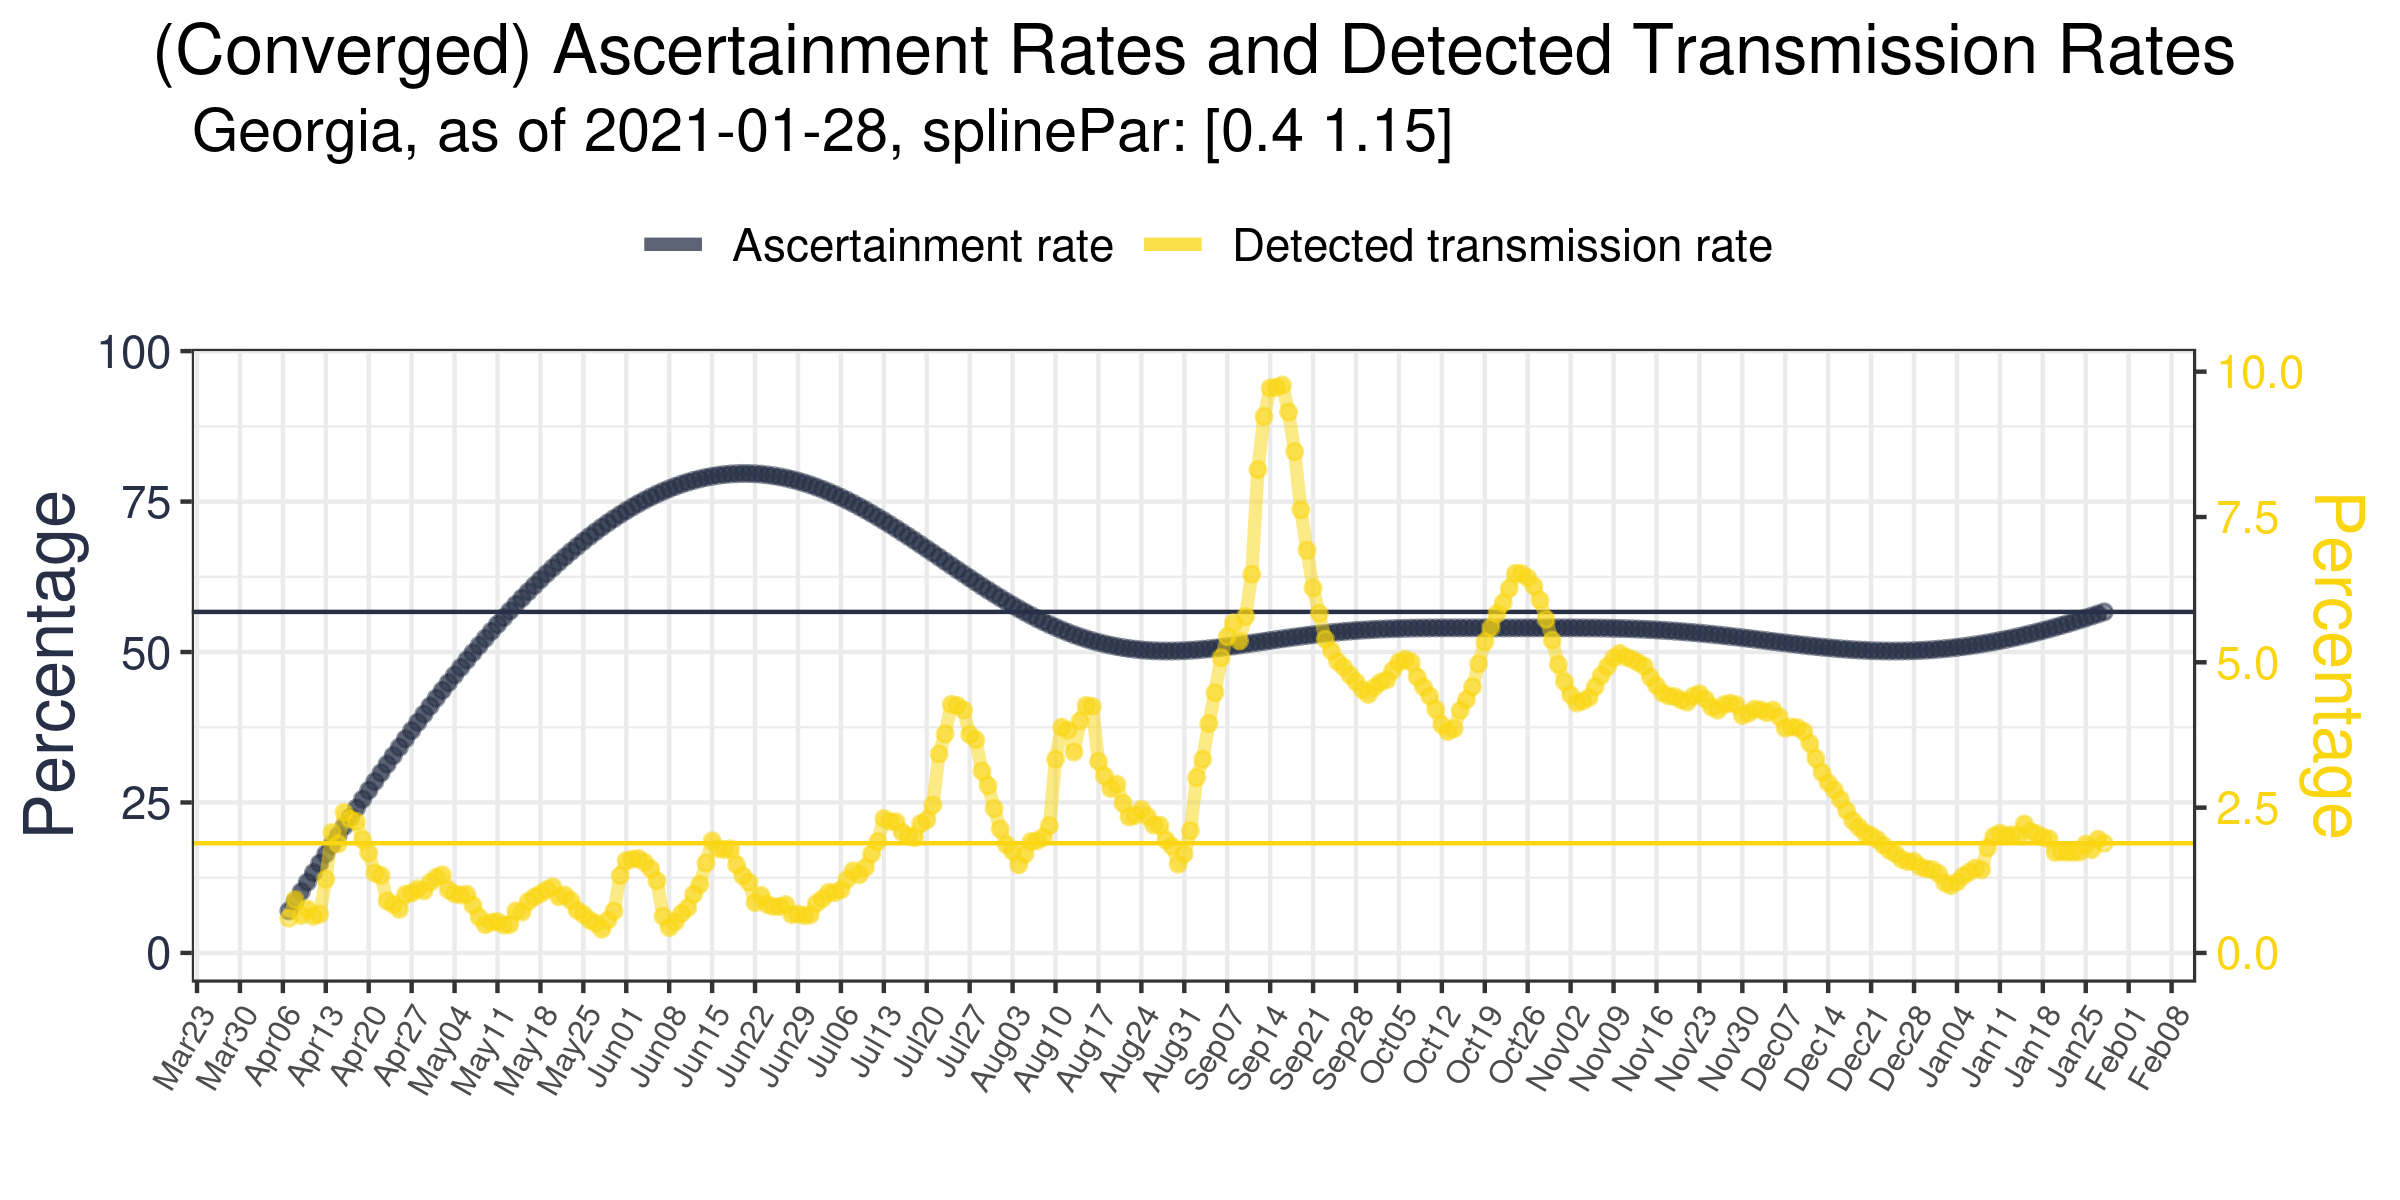 (Converged) Ascertainment Rates and Detected Transmission Rates
Georgia, as of 2021-01-28, splinePar: [0.4 1.15]
Ascertainment rate
Detected transmission rate
Percentage
100
75
50
25
0
10.0
7.5
5.0
2.5
0.0
Percentage
Mar23
Mar30
Apr06
Apr13
Apr20
Apr27
May04
May11
May18
May25
Jun01
Jun08
Jun15
Jun22
Jun29
Jul06
Jul13
Jul20
Jul27
Aug03
Aug10
Aug17
Aug24
Aug31
Sep07
Sep14
Sep21
Sep28
Oct05
Oct12
Oct19
Oct26
Nov02
Nov09
Nov16
Nov23
Nov30
Dec07
Dec14
Dec21
Dec28
Jan04
Jan11
Jan18
Jan25
Feb01
Feb08